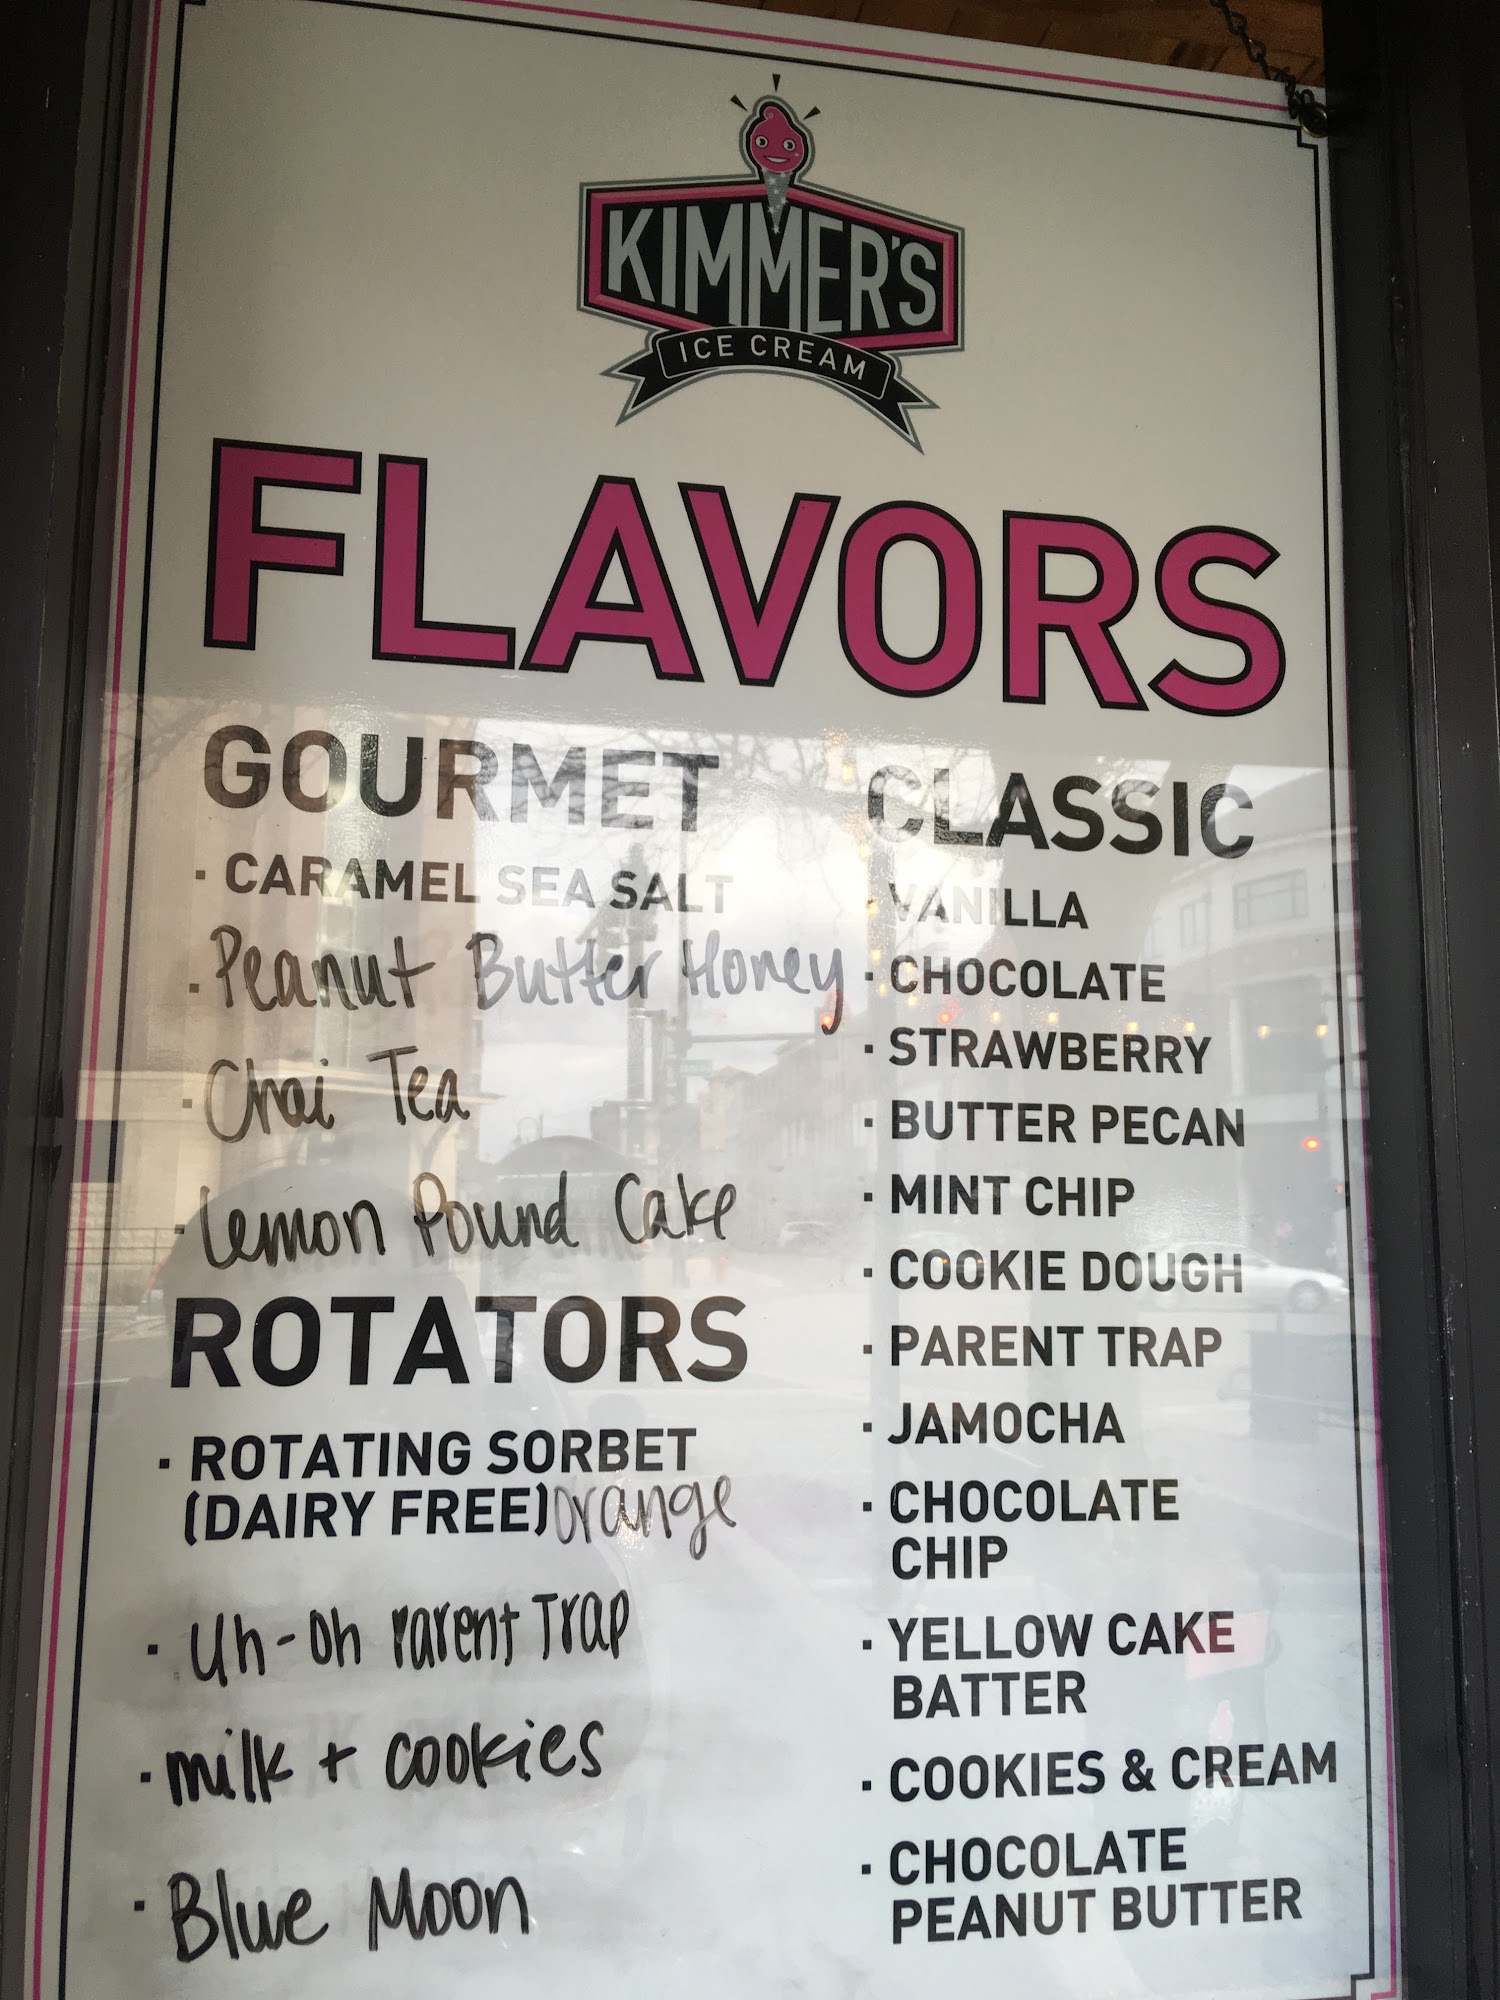 KIMMER'S
ICE CREAM
FLAVORS
GOURMET
· CARAMEL SEA SALT
· Peanut Butter Honey
· Chai Tea
· Lemon Pound Cake
ROTATORS
· ROTATING SORBET
(DAIRY FREE) orange
· Uh-oh Parent Trap
· milk + cookies
· Blue Moon
CLASSIC
· VANILLA
· CHOCOLATE
· STRAWBERRY
· BUTTER PECAN
· MINT CHIP
· COOKIE DOUGH
· PARENT TRAP
· JAMOCHA
· CHOCOLATE
CHIP
· YELLOW CAKE
BATTER
· COOKIES & CREAM
· CHOCOLATE
PEANUT BUTTER